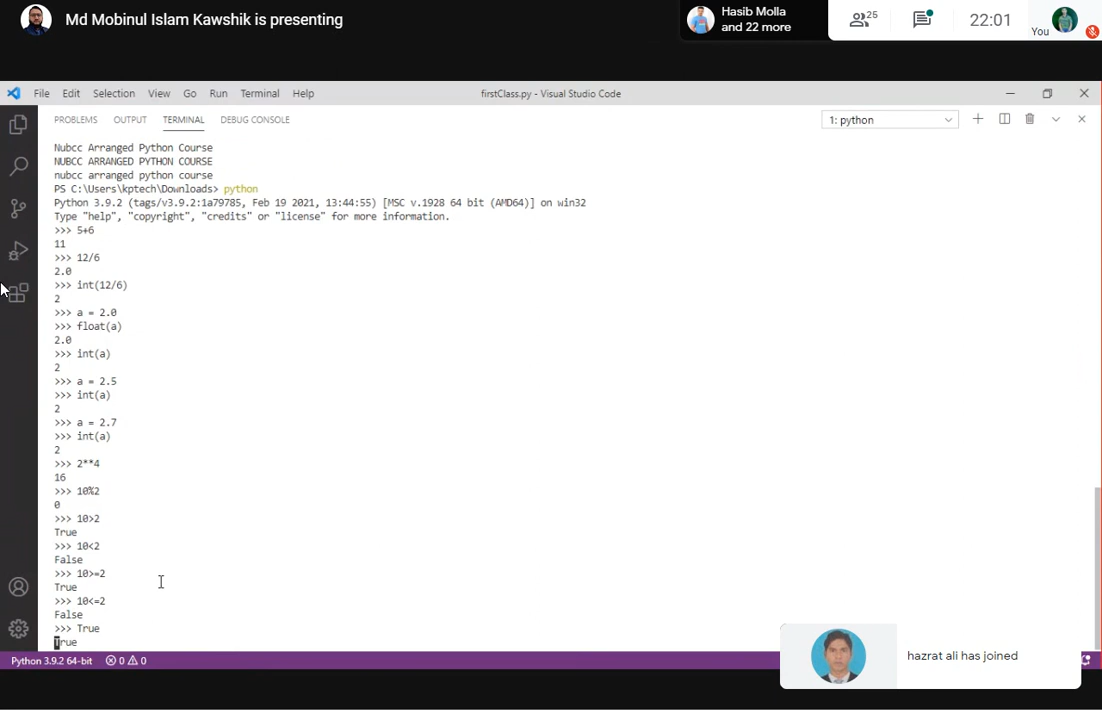 Md Mobinul Islam Kawshik is presenting
Hasib Molla
and 22 more
25
22:01
You
File Edit Selection View Go Run Terminal Help
firstClass.py - Visual Studio Code
PROBLEMS OUTPUT TERMINAL DEBUG CONSOLE
1: python
Nubcc Arranged Python Course
NUBCC ARRANGED PYTHON COURSE
nubcc arranged python course
PS C:\Users\kptech\Downloads> python
Python 3.9.2 (tags/v3.9.2:1a79785, Feb 19 2021, 13:44:55) [MSC v.1928 64 bit (AMD64)] on win32
Type "help", "copyright", "credits" or "license" for more information.
>>> 5+6
11
>>> 12/6
2.0
>>> int(12/6)
2
>>> a = 2.0
>>> float(a)
2.0
>>> int(a)
2
>>> a = 2.5
>>> int(a)
2
>>> a = 2.7
>>> int(a)
2
>>> 2**4
16
>>> 10%2
0
>>> 10>2
True
>>> 10<2
False
>>> 10>=2
True
>>> 10<=2
False
>>> True
True
Python 3.9.2 64-bit 0 0
hazrat ali has joined